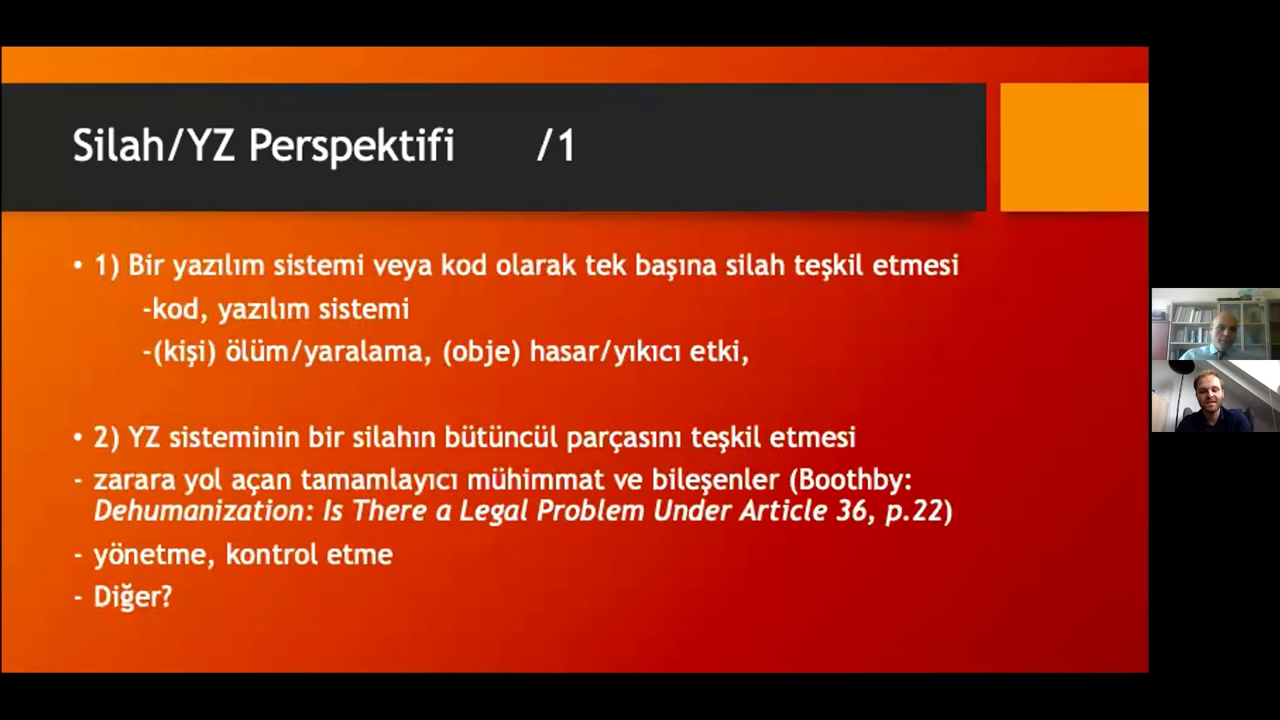 Silah/YZ Perspektifi /1
• 1) Bir yazılım sistemi veya kod olarak tek başına silah teşkil etmesi
-kod, yazılım sistemi
-(kişi) ölüm/yaralama, (obje) hasar/yıkıcı etki,
• 2) YZ sisteminin bir silahın bütüncül parçasını teşkil etmesi
- zarara yol açan tamamlayıcı mühimmat ve bileşenler (Boothby:
Dehumanization: Is There a Legal Problem Under Article 36, p.22)
- yönetme, kontrol etme
- Diğer?